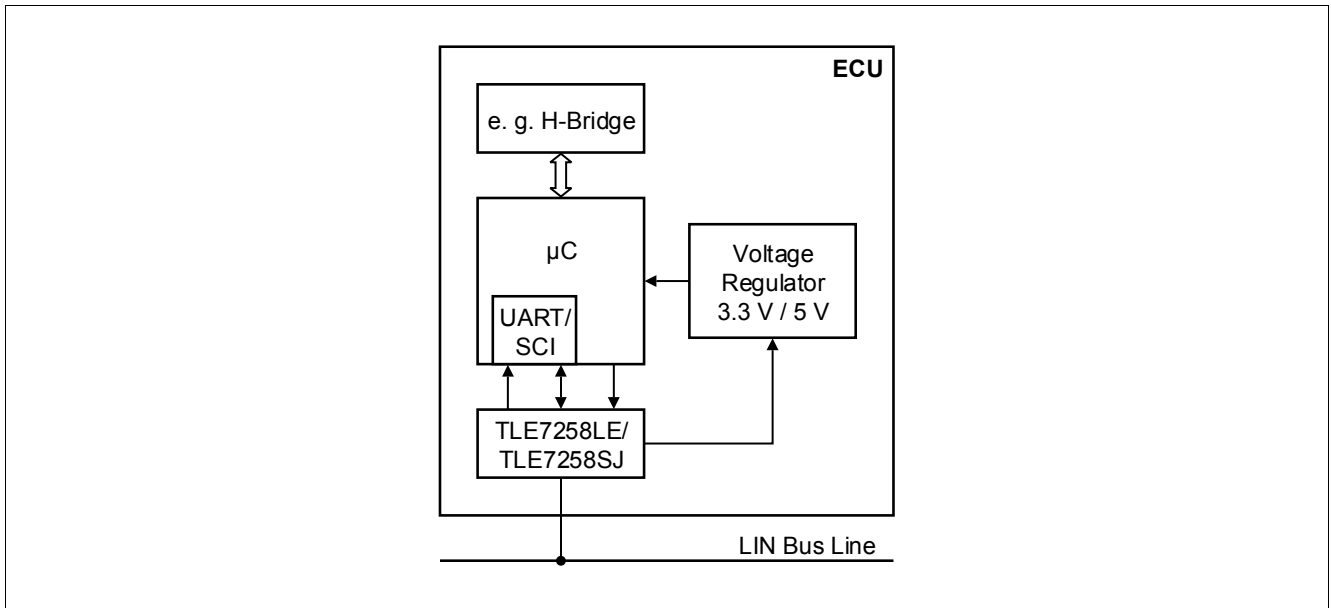 ECU
e. g. H-Bridge
µC
Voltage
Regulator
3.3 V / 5 V
UART/
SCI
TLE7258LE/
TLE7258SJ
LIN Bus Line